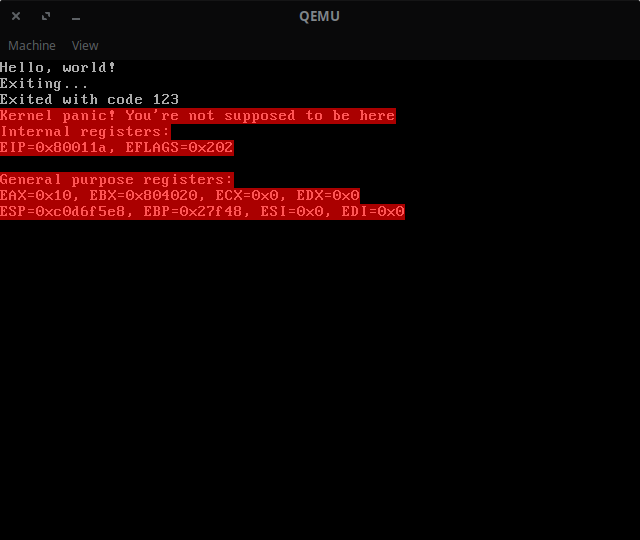 QEMU
Machine View
Hello, world!
Exiting...
Exited with code 123
Kernel panic! You're not supposed to be here
Internal registers:
EIP=0x80011a, EFLAGS=0x202
General purpose registers:
EAX=0x10, EBX=0x804020, ECX=0x0, EDX=0x0
ESP=0xc0d6f5e8, EBP=0x27f48, ESI=0x0, EDI=0x0